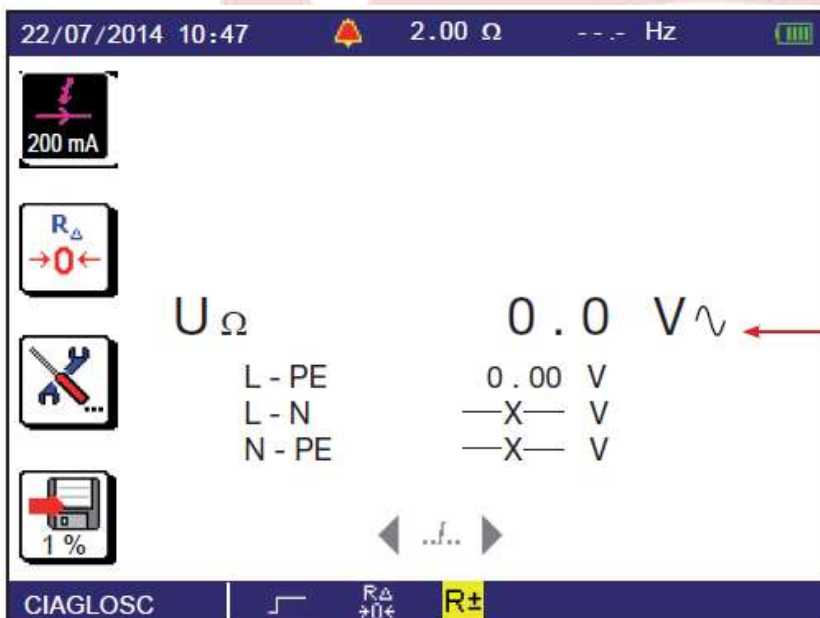 22/07/2014 10:47 2.00 Ω - - .- Hz
200 mA
RΔ
→0←
U Ω 0.0 V∿
L - PE 0.00 V
L - N —X— V
N - PE —X— V
1 %
../..
CIAGLOSC RΔ →0← R±